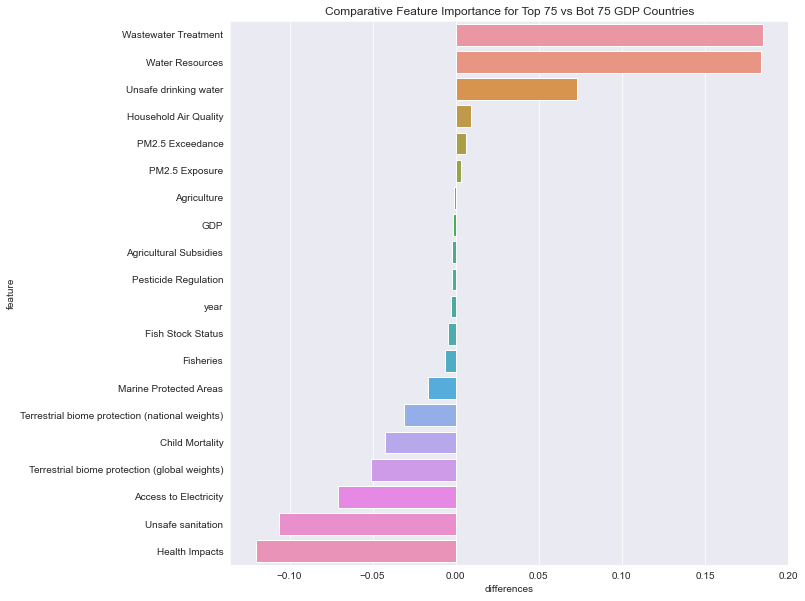 Comparative Feature Importance for Top 75 vs Bot 75 GDP Countries
feature
Wastewater Treatment
Water Resources
Unsafe drinking water
Household Air Quality
PM2.5 Exceedance
PM2.5 Exposure
Agriculture
GDP
Agricultural Subsidies
Pesticide Regulation
year
Fish Stock Status
Fisheries
Marine Protected Areas
Terrestrial biome protection (national weights)
Child Mortality
Terrestrial biome protection (global weights)
Access to Electricity
Unsafe sanitation
Health Impacts
−0.10 −0.05 0.00 0.05 0.10 0.15 0.20
differences